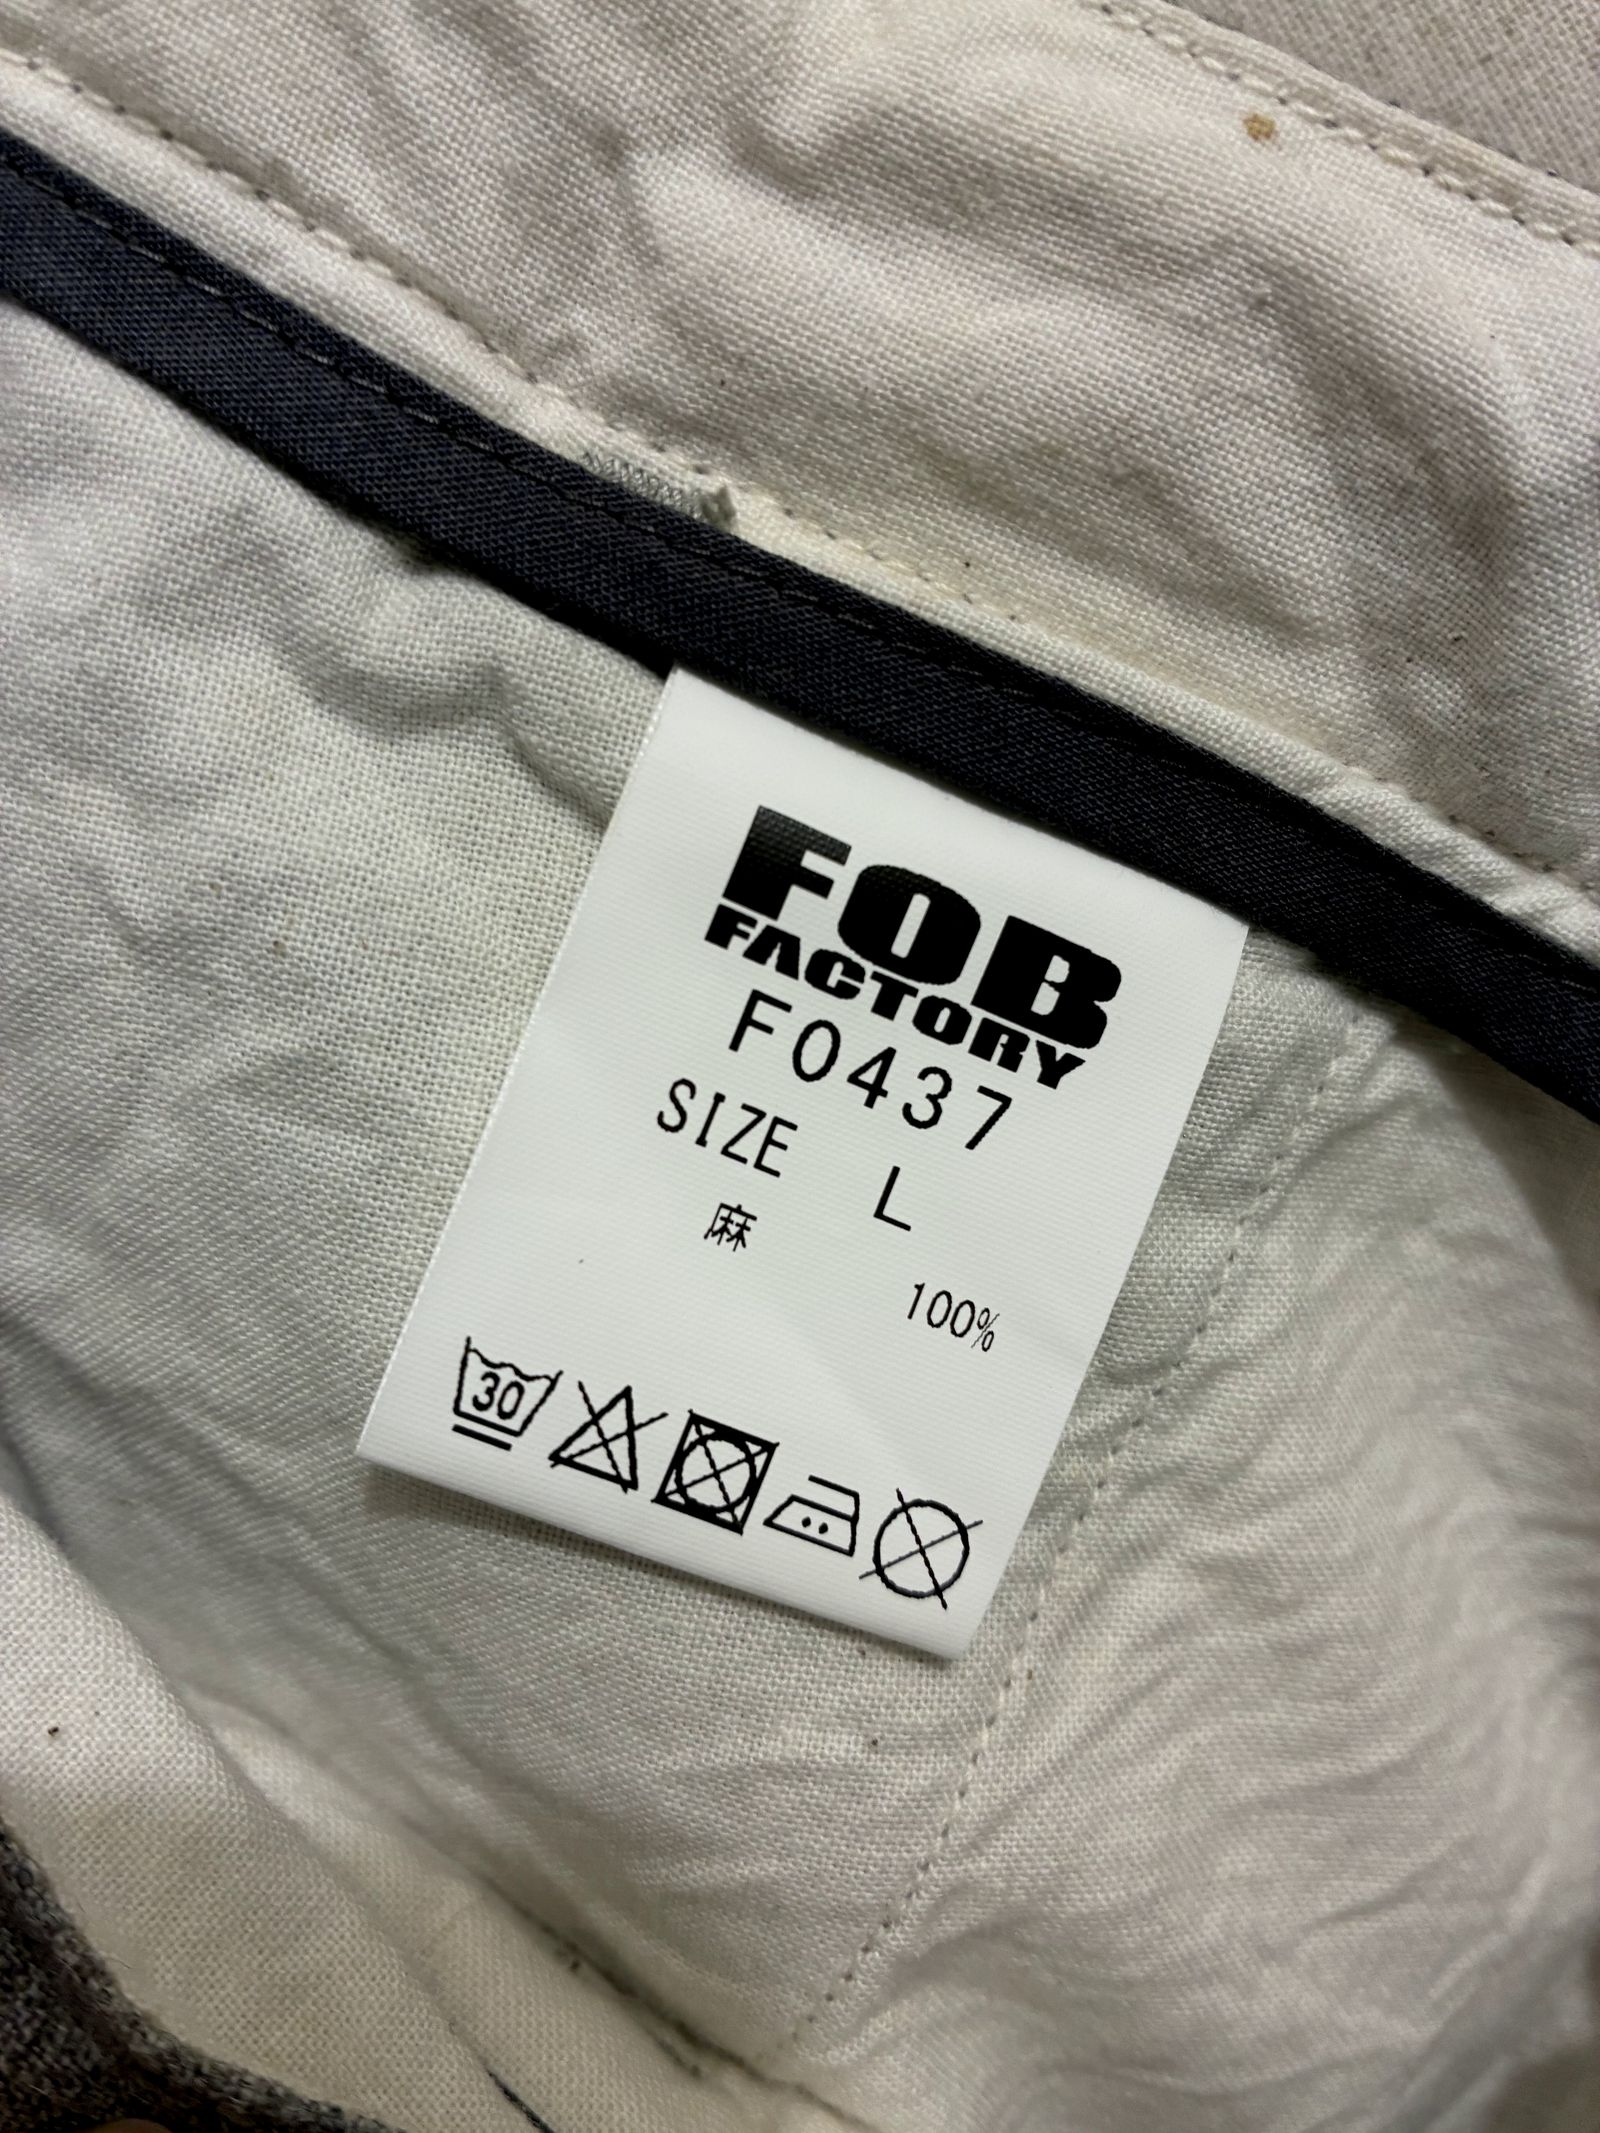 FOB
FACTORY
F0437
SIZE L
麻
100%
30